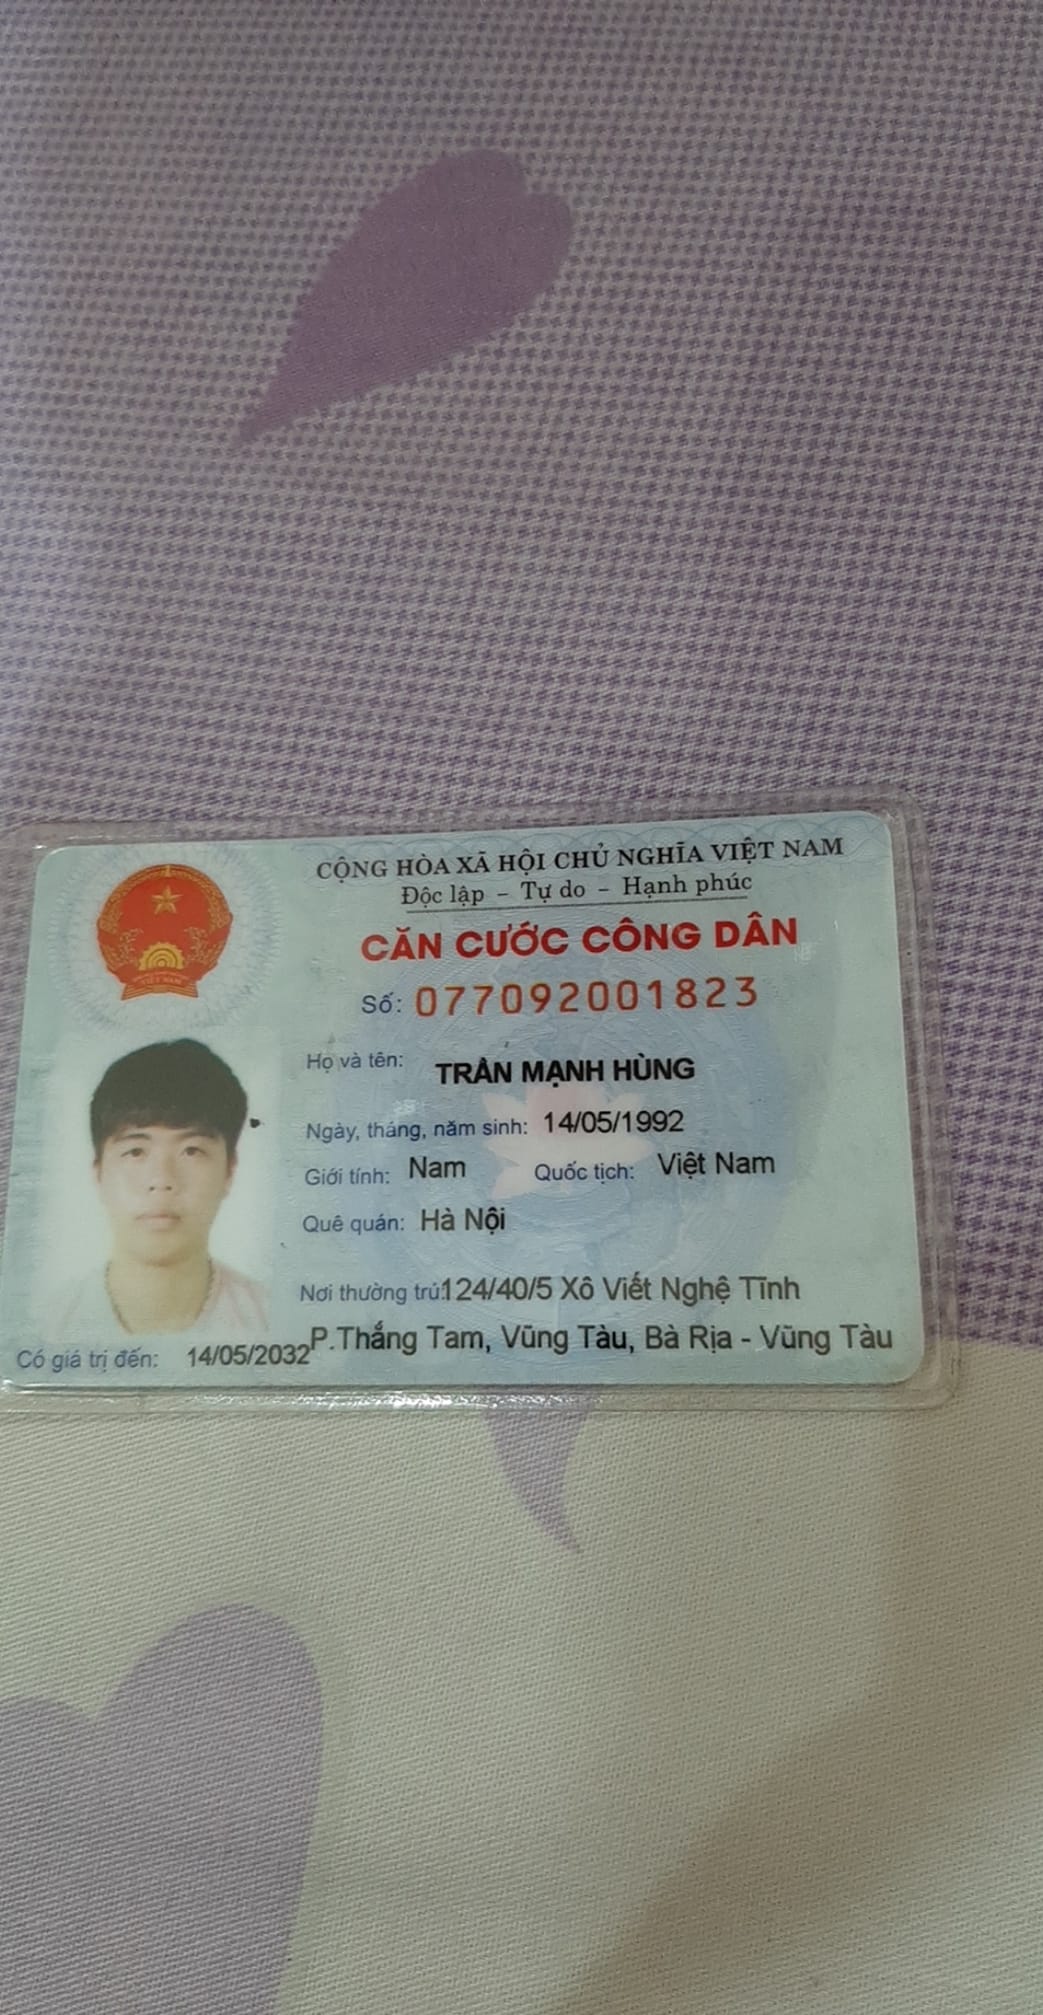 CỘNG HÒA XÃ HỘI CHỦ NGHĨA VIỆT NAM
Độc lập – Tự do – Hạnh phúc
CĂN CƯỚC CÔNG DÂN
Số: 077092001823
Họ và tên: TRẦN MẠNH HÙNG
Ngày, tháng, năm sinh: 14/05/1992
Giới tính: Nam Quốc tịch: Việt Nam
Quê quán: Hà Nội
Nơi thường trú: 124/40/5 Xô Viết Nghệ Tĩnh
P.Thắng Tam, Vũng Tàu, Bà Rịa - Vũng Tàu
Có giá trị đến: 14/05/2032